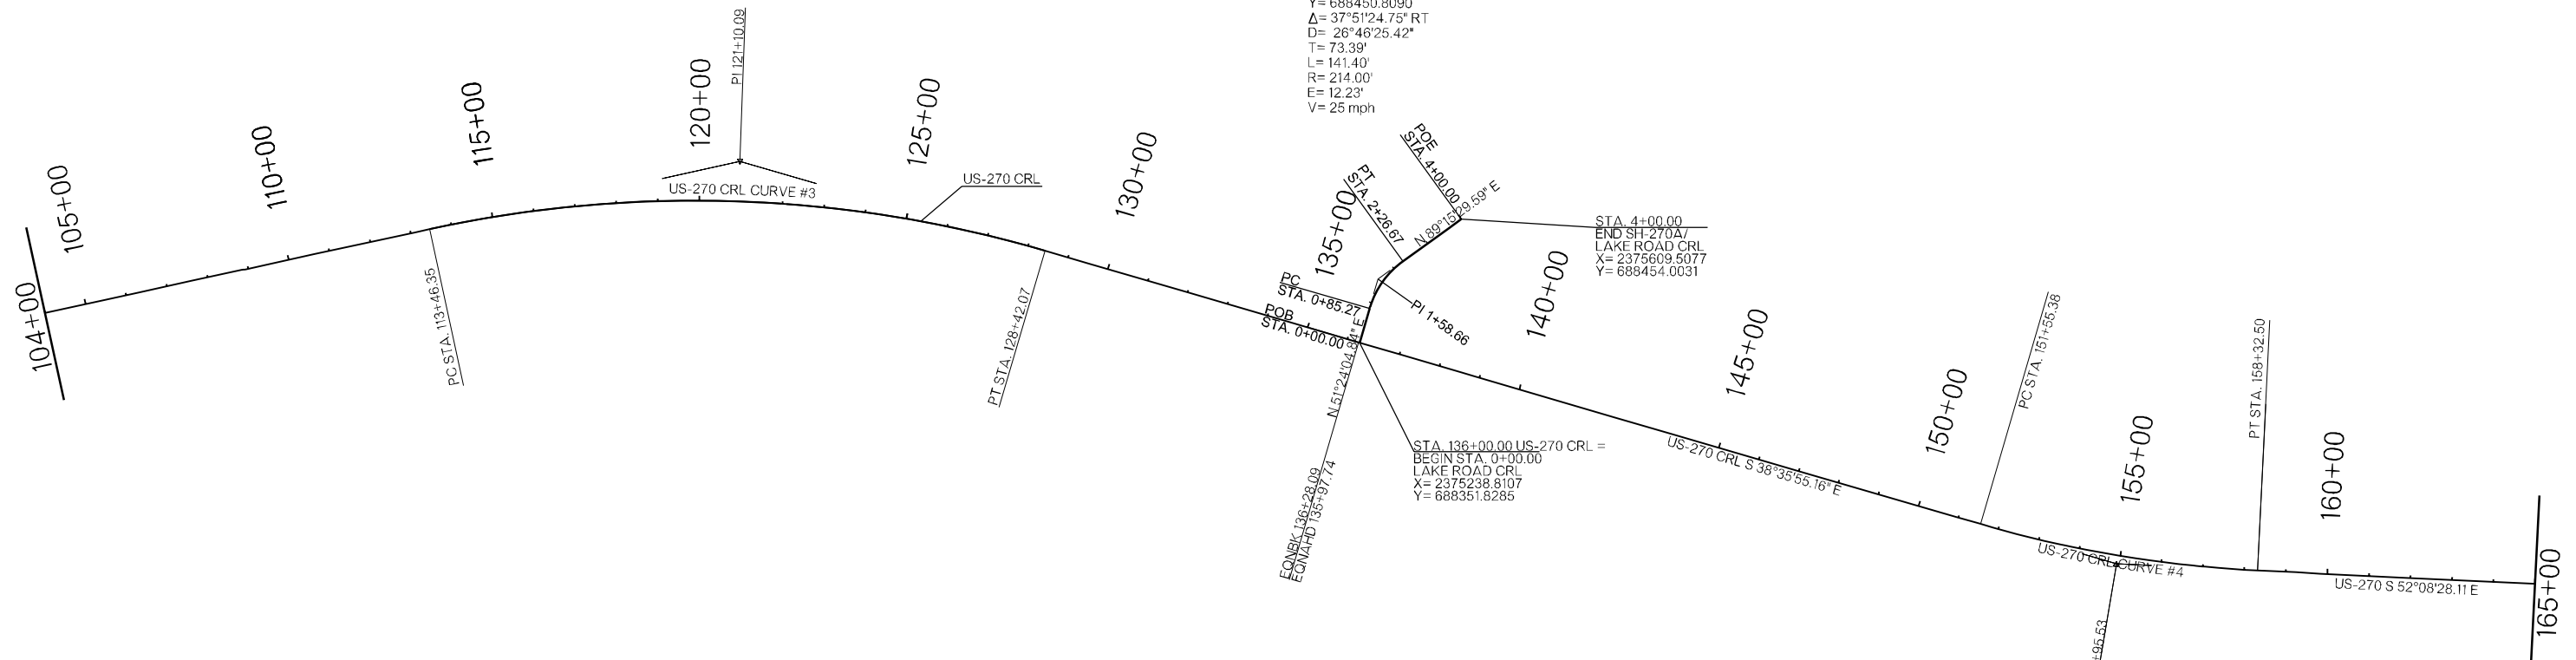 Y= 688450.8090
Δ= 37°51'24.75" RT
D= 26°46'25.42"
T= 73.39'
L= 141.40'
R= 214.00'
E= 12.23'
V= 25 mph
104+00
105+00
110+00
115+00
120+00
125+00
130+00
135+00
140+00
145+00
150+00
155+00
160+00
165+00
PI 121+10.09
US-270 CRL CURVE #3
US-270 CRL
PC STA. 113+46.35
PT STA. 128+42.07
POE
STA. 4+00.00
PT
STA. 2+26.67
N 89°15'29.59" E
STA. 4+00.00
END SH-270A/
LAKE ROAD CRL
X= 2375609.5077
Y= 688454.0031
PC
STA. 0+85.27
POB
STA. 0+00.00
PI 1+58.66
N 51°24'04.84" E
EQNBK 136+28.09
EQNAHD 135+97.74
STA. 136+00.00 US-270 CRL =
BEGIN STA. 0+00.00
LAKE ROAD CRL
X= 2375238.8107
Y= 688351.8285
US-270 CRL S 38°35'55.16" E
PC STA. 151+55.38
PT STA. 158+32.50
US-270 CRL CURVE #4
US-270 S 52°08'28.11 E
+95.53